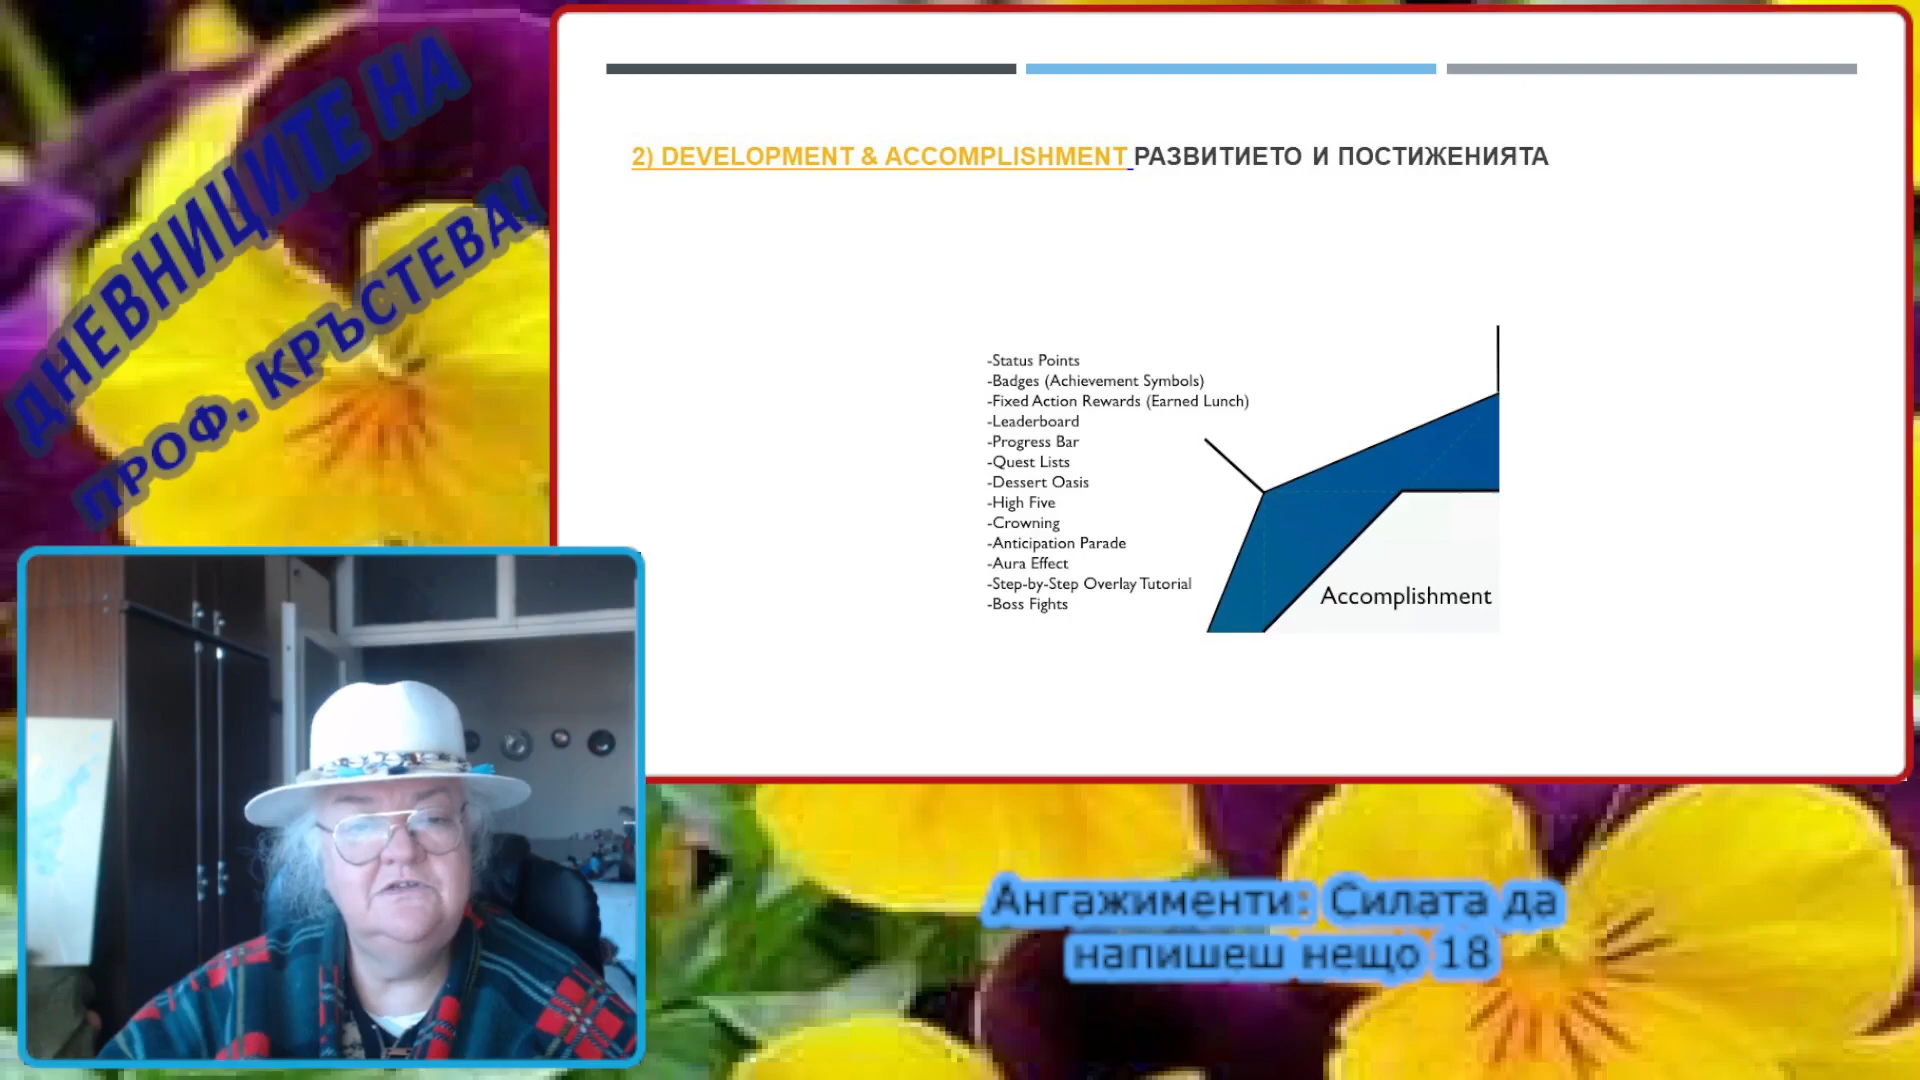 ДНЕВНИЦИТЕ НА
ПРОФ. КРЪСТЕВА!
2) DEVELOPMENT & ACCOMPLISHMENT РАЗВИТИЕТО И ПОСТИЖЕНИЯТА
-Status Points
-Badges (Achievement Symbols)
-Fixed Action Rewards (Earned Lunch)
-Leaderboard
-Progress Bar
-Quest Lists
-Dessert Oasis
-High Five
-Crowning
-Anticipation Parade
-Aura Effect
-Step-by-Step Overlay Tutorial
-Boss Fights
Accomplishment
Ангажименти: Силата да
напишеш нещо 18